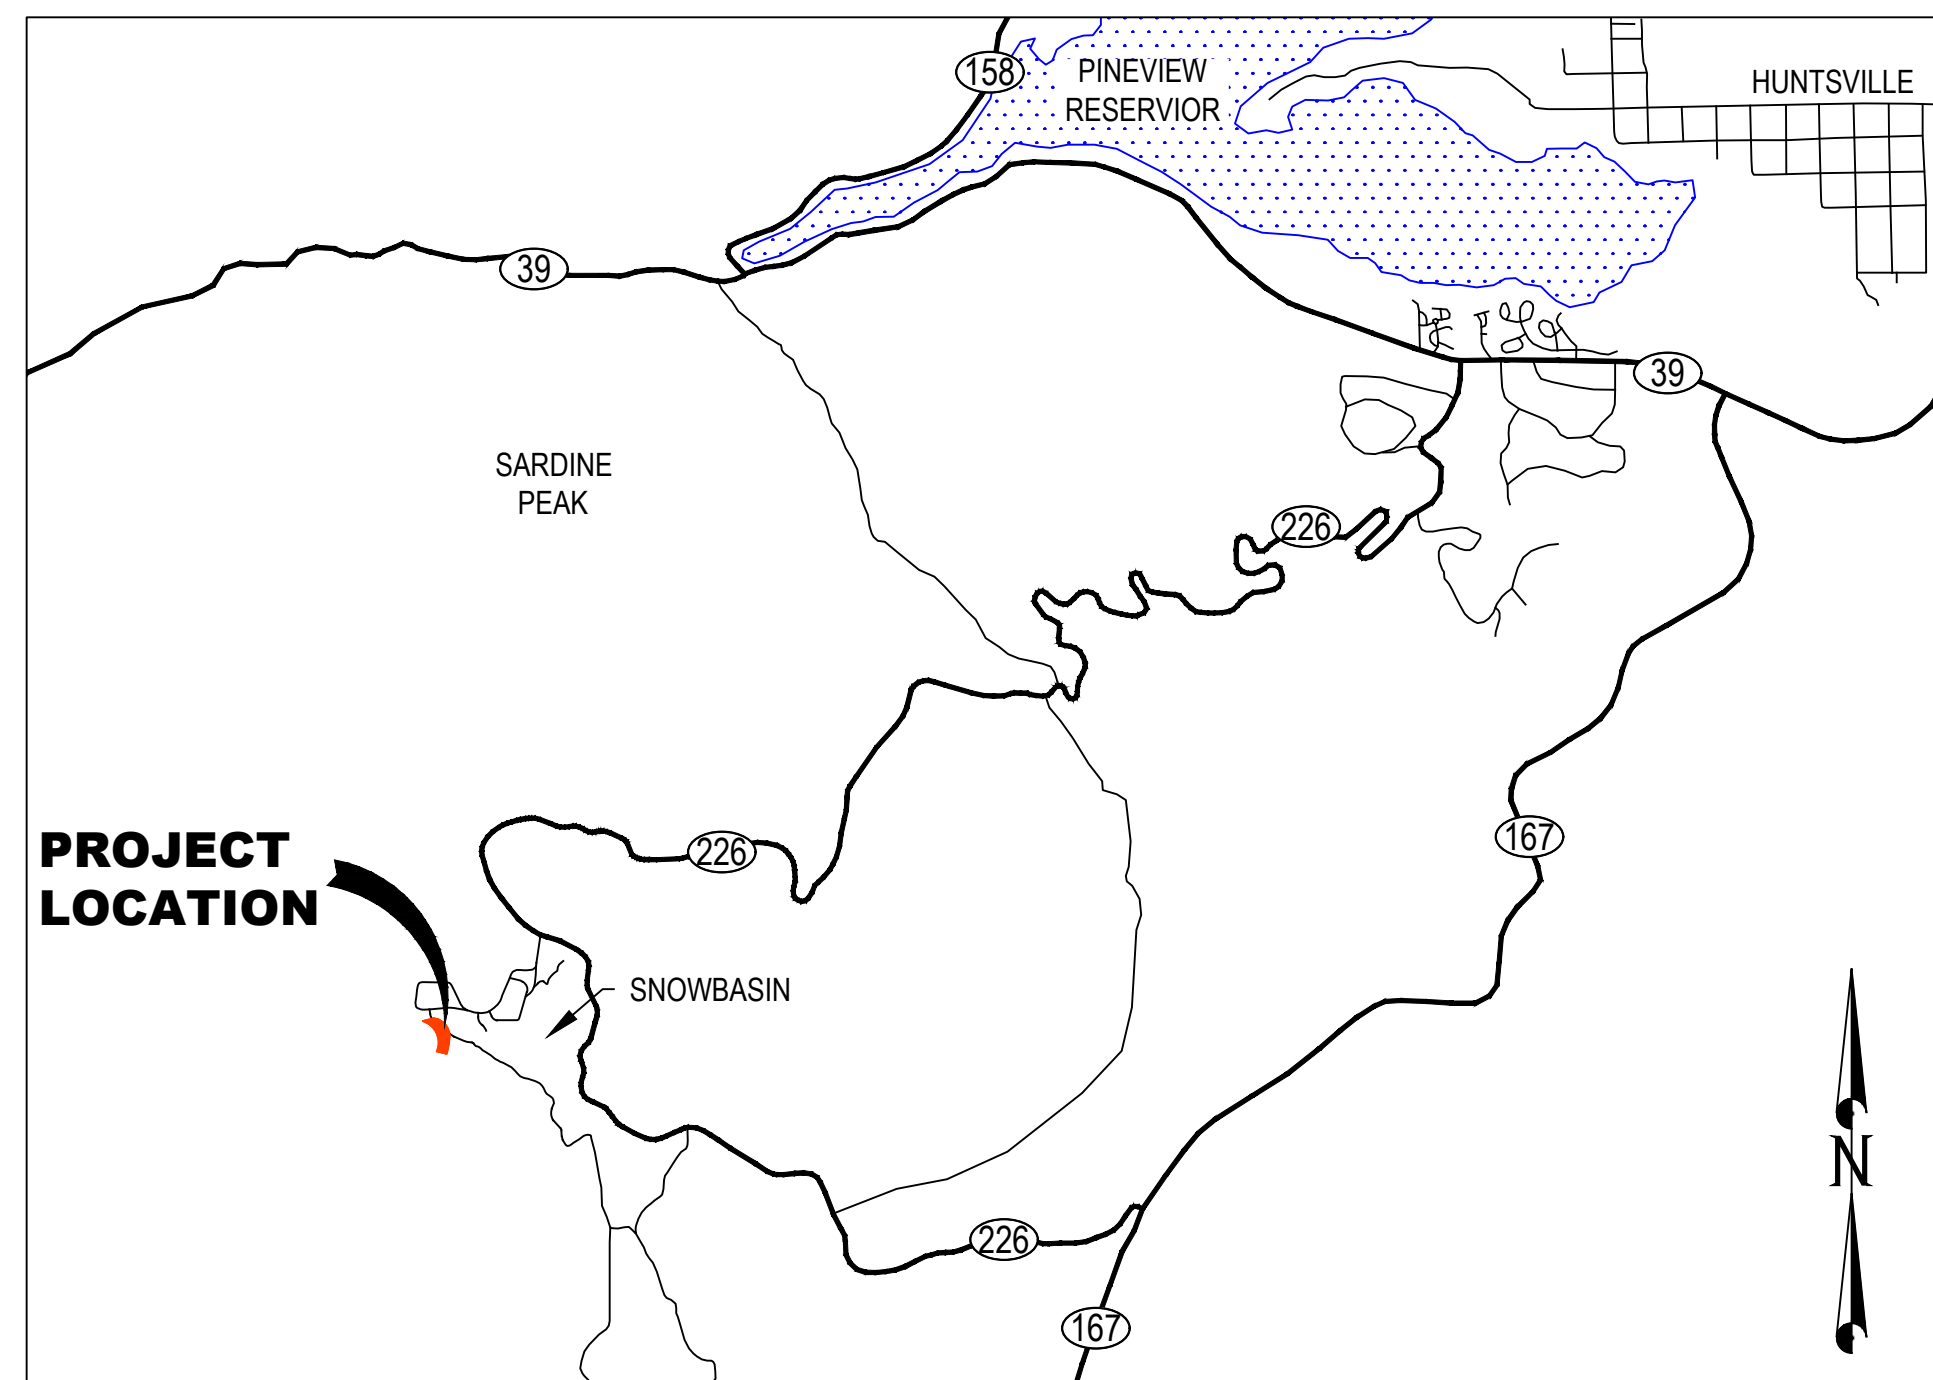 158
PINEVIEW
RESERVIOR
HUNTSVILLE
39
39
SARDINE
PEAK
226
PROJECT
LOCATION
226
167
SNOWBASIN
N
226
167